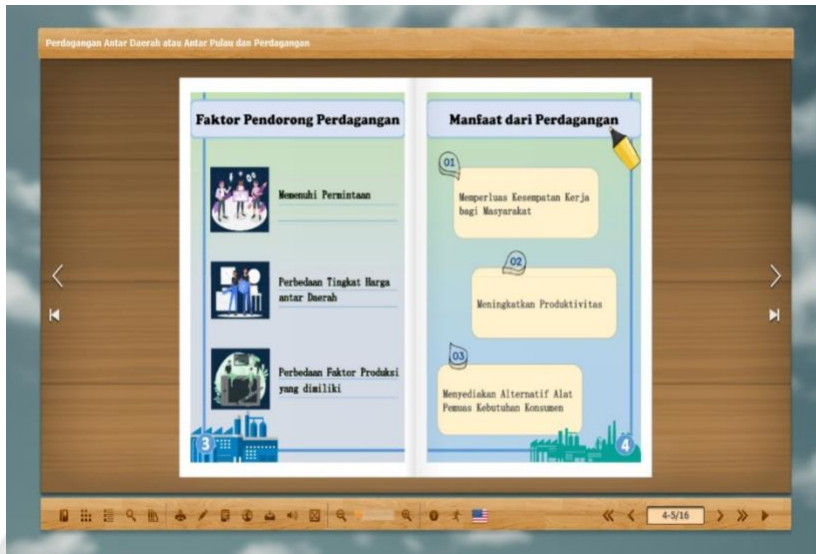 Perdagangan Antar Daerah atau Antar Pulau dan Perdagangan
Faktor Pendorong Perdagangan
Memenuhi Permintaan
Perbedaan Tingkat Harga
antar Daerah
Perbedaan Faktor Produksi
yang dimiliki
3
Manfaat dari Perdagangan
01
Memperluas Kesempatan Kerja
bagi Masyarakat
02
Meningkatkan Produktivitas
03
Menyediakan Alternatif Alat
Pemuas Kebutuhan Konsumen
4
4-5/16